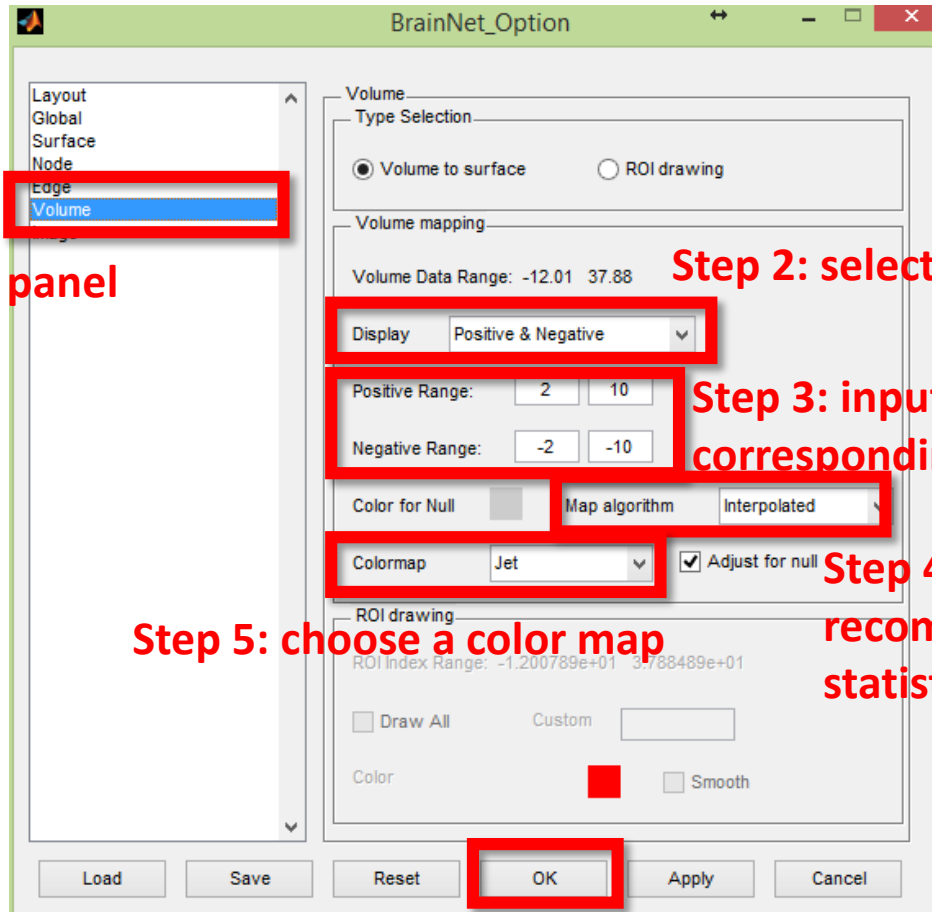 BrainNet_Option
Layout
Global
Surface
Node
Edge
Volume
panel
Volume
Type Selection
Volume to surface ROI drawing
Volume mapping
Volume Data Range: -12.01 37.88
Step 2: select
Display Positive & Negative
Positive Range: 2 10
Step 3: input
Negative Range: -2 -10
correspondi
Color for Null Map algorithm Interpolated
Colormap Jet Adjust for null
Step 4
recom
statist
ROI drawing
Step 5: choose a color map
ROI Index Range: -1.200789e+01 3.788489e+01
Draw All Custom
Color Smooth
Load Save Reset OK Apply Cancel